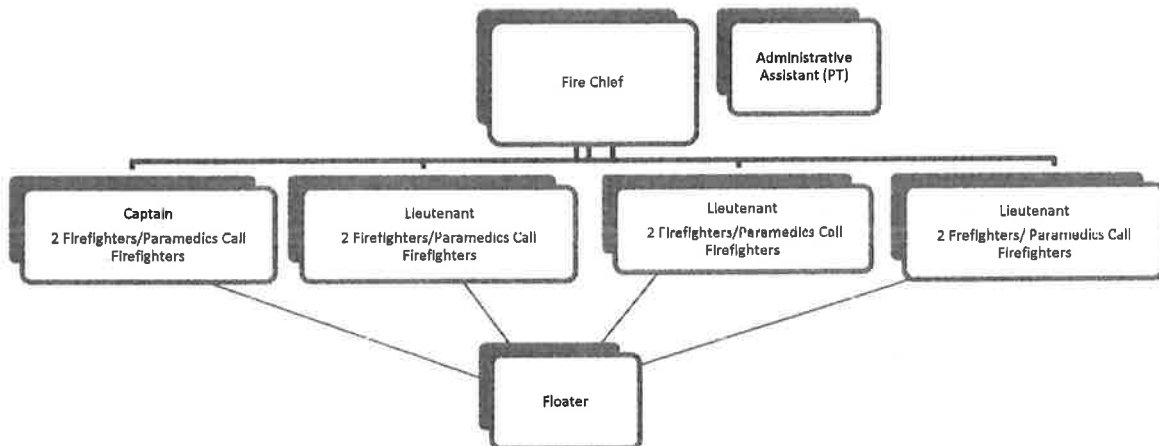 Fire Chief
Administrative
Assistant (PT)
Captain
2 Firefighters/Paramedics Call
Firefighters
Lieutenant
2 Firefighters/Paramedics Call
Firefighters
Lieutenant
2 Firefighters/Paramedics Call
Firefighters
Lieutenant
2 Frefighters/ Paramedics Call
Firefighters
Floater